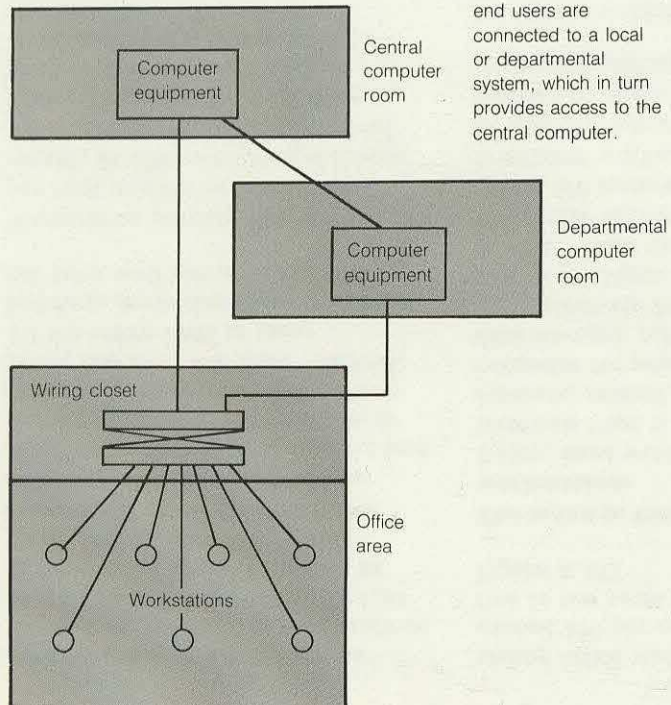 end users are
connected to a local
or departmental
system, which in turn
provides access to the
central computer.
Central
computer
room
Computer
equipment
Departmental
computer
room
Computer
equipment
Wiring closet
Office
area
Workstations